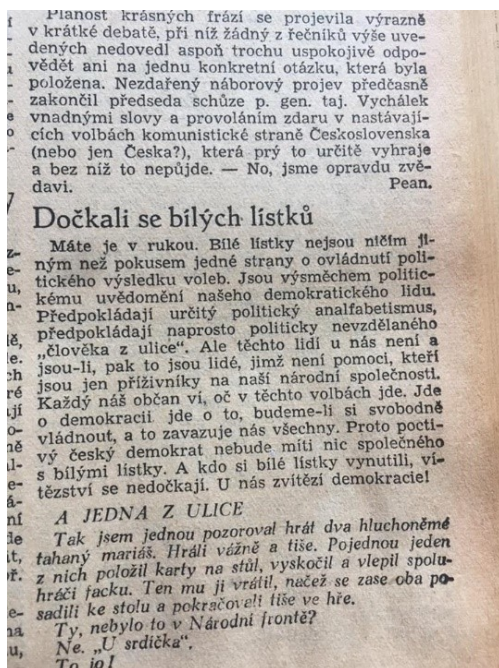 Planost krásných frází se projevila výrazně
v krátké debatě, při níž žádný z řečníků výše uve-
dených nedovedl aspoň trochu uspokojivě odpo-
vědět ani na jednu konkretní otázku, která byla
položena. Nezdařený náborový projev předčasně
zakončil předseda schůze p. gen. taj. Vychálek
vnadnými slovy a provoláním zdaru v nastávají-
cích volbách komunistické straně Československa
(nebo jen Česka?), která prý to určitě vyhraje
a bez níž to nepůjde. — No, jsme opravdu zvě-
davi. Pean.
Dočkali se bílých lístků
Máte je v rukou. Bílé lístky nejsou ničím ji-
ným než pokusem jedné strany o ovládnutí poli-
tického výsledku voleb. Jsou výsměchem politic-
kému uvědomění našeho demokratického lidu.
Předpokládají určitý politický analfabetismus,
předpokládají naprosto politicky nevzdělaného
„člověka z ulice“. Ale těchto lidí u nás není a
jsou-li, pak to jsou lidé, jimž není pomoci, kteří
jsou jen příživníky na naší národní společnosti.
Každý náš občan ví, oč v těchto volbách jde. Jde
o demokracii, jde o to, budeme-li si svobodně
vládnout, a to zavazuje nás všechny. Proto pocti-
vý český demokrat nebude míti nic společného
s bílými lístky. A kdo si bílé lístky vynutili, ví-
tězství se nedočkají. U nás zvítězí demokracie!
A JEDNA Z ULICE
Tak jsem jednou pozoroval hrát dva hluchoněmé
tahaný mariáš. Hráli vážně a tiše. Pojednou jeden
z nich položil karty na stůl, vyskočil a vlepil spolu-
hráči facku. Ten mu ji vrátil, načež se zase oba po-
sadili ke stolu a pokračovali tiše ve hře.
Ty, nebylo to v Národní frontě?
Ne. „U srdíčka“.
To jo!